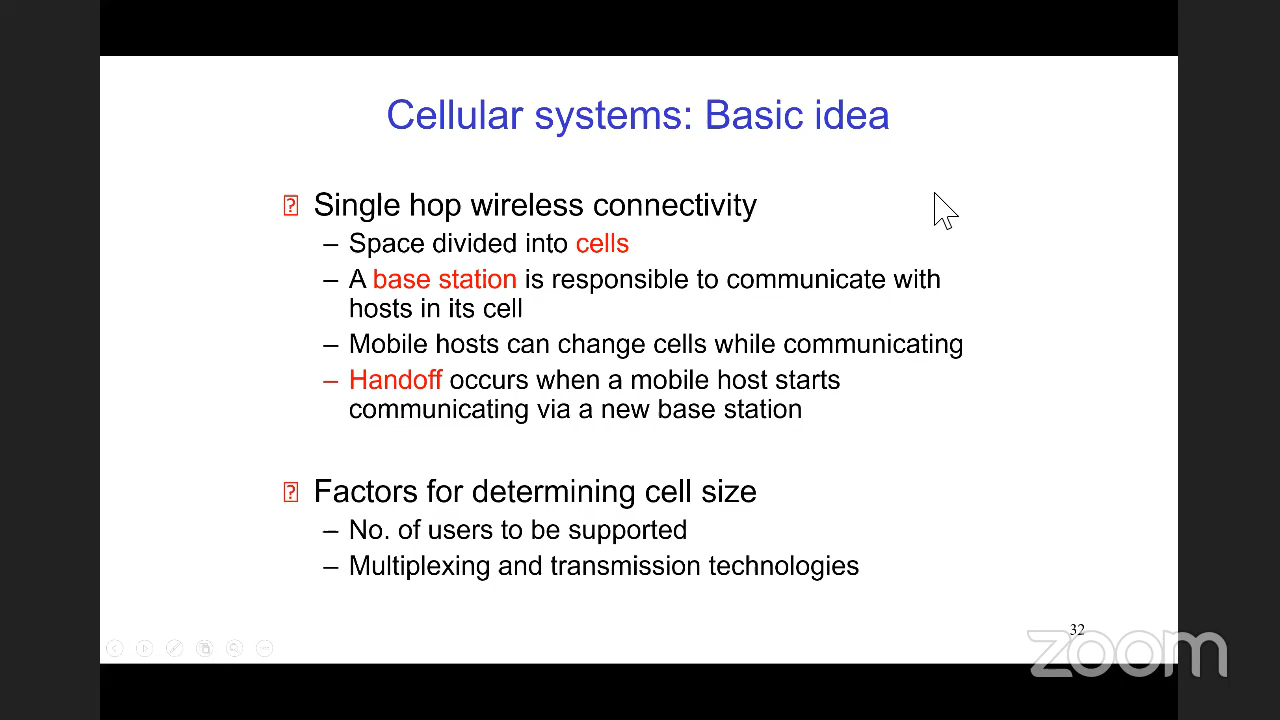 Cellular systems: Basic idea
Single hop wireless connectivity
– Space divided into cells
– A base station is responsible to communicate with
hosts in its cell
– Mobile hosts can change cells while communicating
– Handoff occurs when a mobile host starts
communicating via a new base station
Factors for determining cell size
– No. of users to be supported
– Multiplexing and transmission technologies
32
zoom